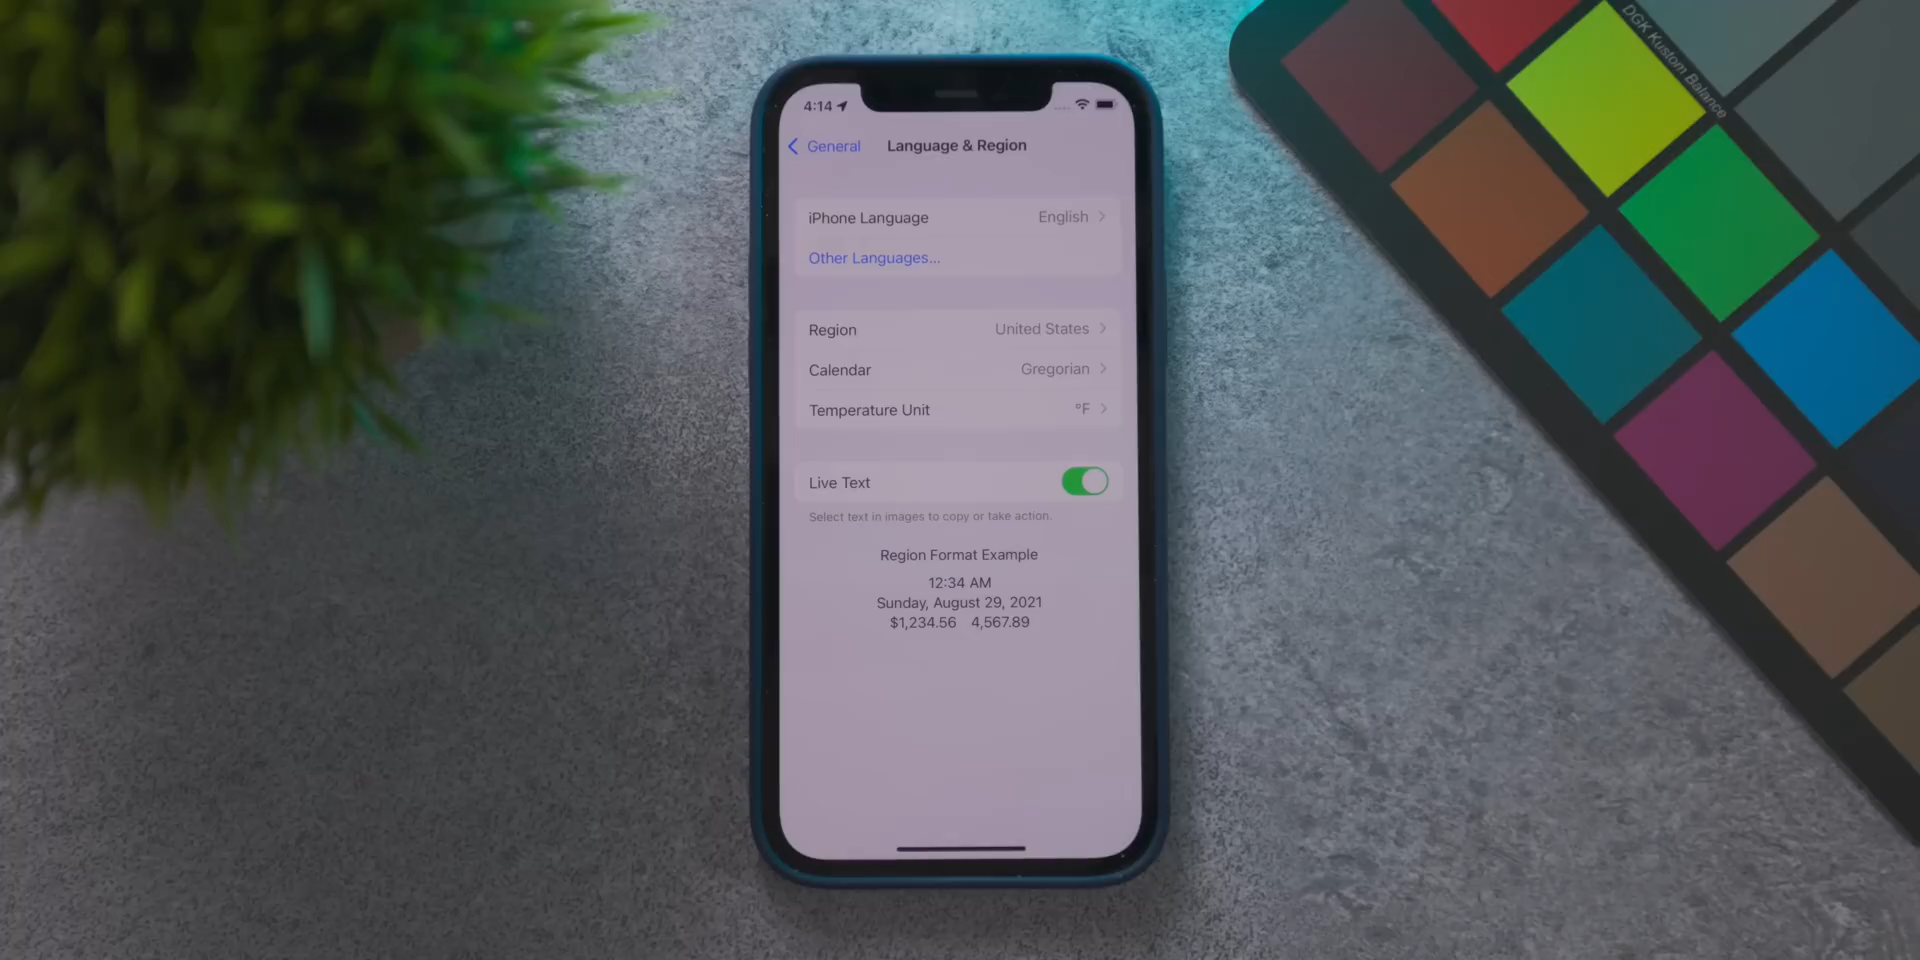 4:14
General
Language & Region
iPhone Language English
Other Languages...
Region United States
Calendar Gregorian
Temperature Unit °F
Live Text
Select text in images to copy or take action.
Region Format Example
12:34 AM
Sunday, August 29, 2021
$1,234.56 4,567.89
DGK Kustom Balance